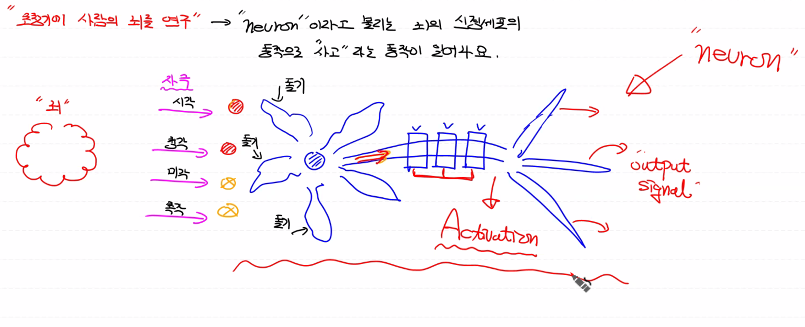 "초창기에 사람의 뇌를 연구" → "neuron"이라고 불리는 뇌의 신경세포의
동작으로 "사고"라는 동작이 일어나요.
"neuron"
자극
시각
돌기
"뇌"
청각
돌기
미각
촉각
돌기
"output
signal"
Activation